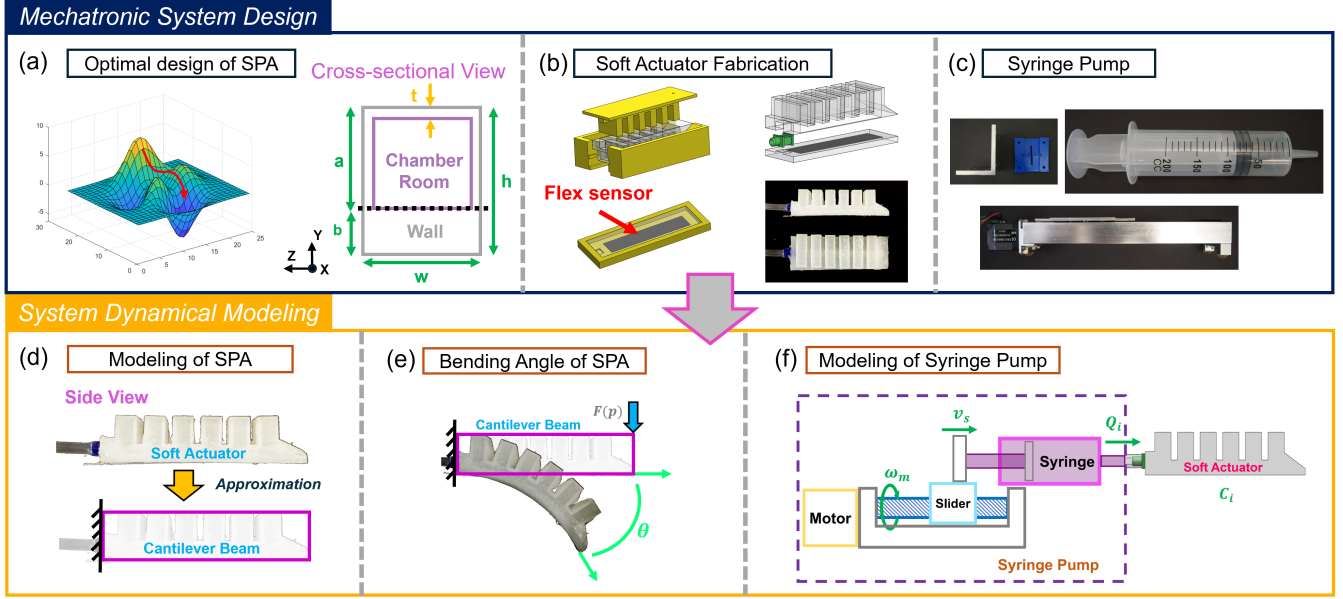 Mechatronic System Design
(a)
Optimal design of SPA
10
5
0
-5
30
20
10
0
0
5
10
15
20
25
Cross-sectional View
t
a
Chamber
Room
h
b
Wall
w
Y
Z
X
(b)
Soft Actuator Fabrication
Flex sensor
(c)
Syringe Pump
200
CC
150
100
50
System Dynamical Modeling
(d)
Modeling of SPA
Side View
Soft Actuator
Approximation
Cantilever Beam
(e)
Bending Angle of SPA
F(p)
Cantilever Beam
θ
(f)
Modeling of Syringe Pump
v_s
Q_i
Syringe
Soft Actuator
C_i
ω_m
Slider
Motor
Syringe Pump